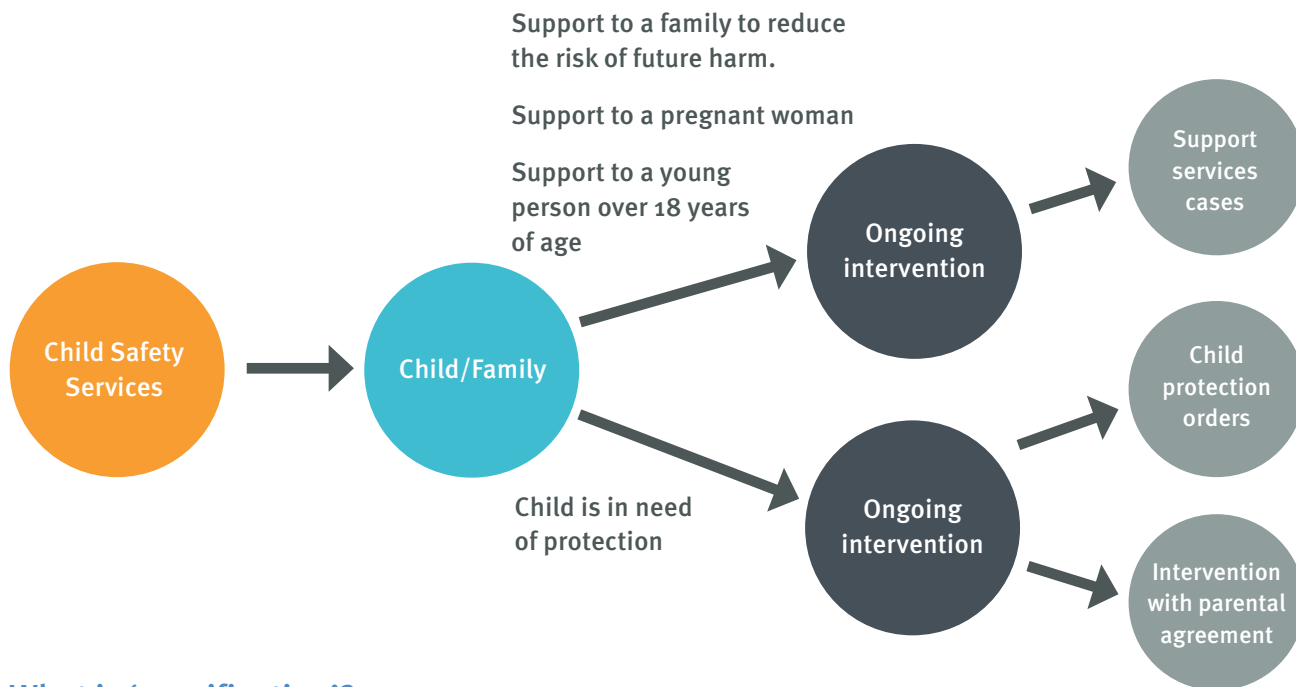 Support to a family to reduce
the risk of future harm.
Support to a pregnant woman
Support to a young
person over 18 years
of age
Child Safety
Services
Child/Family
Ongoing
intervention
Support
services
cases
Child is in need
of protection
Ongoing
intervention
Child
protection
orders
Intervention
with parental
agreement